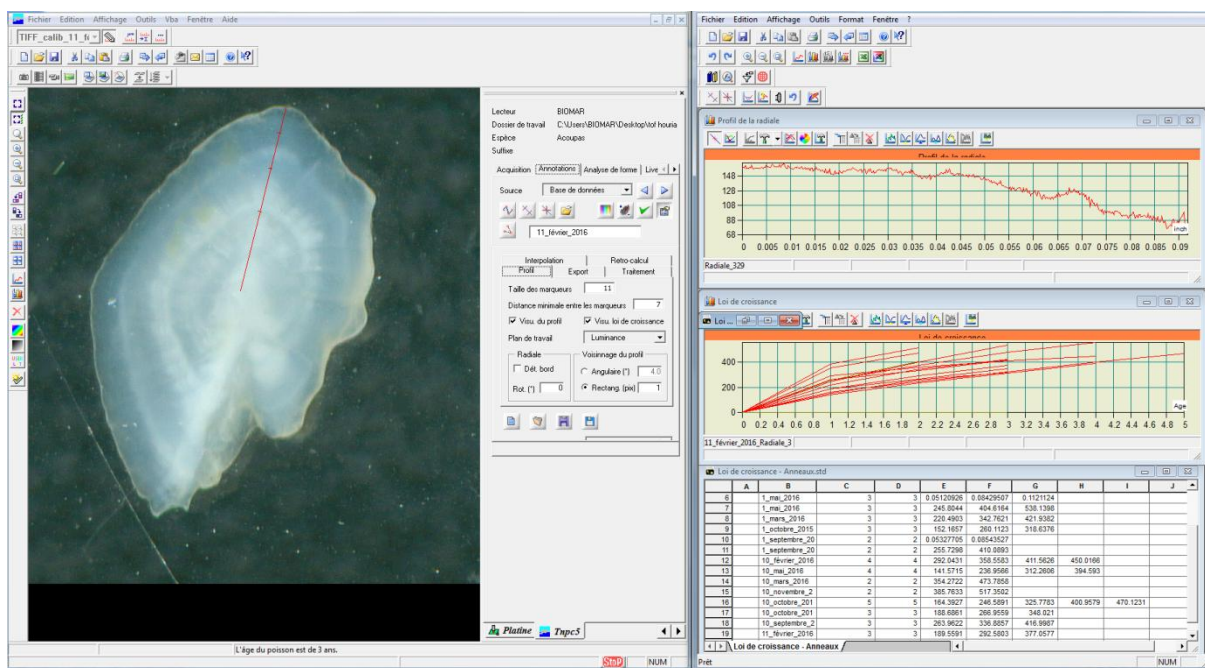 Fichier Edition Affichage Outils Vba Fenêtre Aide
TIFF_calib_11_f
Lecteur BIOMAR
Dossier de travail C:\Users\BIOMAR\Desktop\tof houria
Espèce Acoupas
Suffixe
Acquisition Annotations Analyse de forme Live
Source Base de données
11_février_2016
Interpolation Retro-calcul
Profil Export Traitement
Taille des marqueurs 11
Distance minimale entre les marqueurs 7
Visu. du profil Visu. loi de croissance
Plan de travail Luminance
Radiale Voisinnage du profil
Dét. bord Angulaire (°) 4.0
Rot. (°) 0 Rectang. (pix) 1
Platine Tnpc5
L'âge du poisson est de 3 ans.
STOP NUM
Fichier Edition Affichage Outils Format Fenêtre ?
Profil de la radiale
Profil de la radiale
148
128
108
88
68
inch
0 0.005 0.01 0.015 0.02 0.025 0.03 0.035 0.04 0.045 0.05 0.055 0.06 0.065 0.07 0.075 0.08 0.085 0.09
Radiale_329
Loi de croissance
Loi ...
Loi de croissance
400
200
0
Age
0 0.2 0.4 0.6 0.8 1 1.2 1.4 1.6 1.8 2 2.2 2.4 2.6 2.8 3 3.2 3.4 3.6 3.8 4 4.2 4.4 4.6 4.8 5
11_février_2016_Radiale_3
Loi de croissance - Anneaux.std
A B C D E F G H I J
6 1_mai_2016 3 3 0.05120926 0.08429507 0.1121124
7 1_mai_2016 3 3 245.8044 404.6164 538.1398
8 1_mars_2016 3 3 220.4903 342.7621 421.9382
9 1_octobre_2015 3 3 152.1657 260.1123 318.6376
10 1_septembre_20 2 2 0.05327705 0.08543527
11 1_septembre_20 2 2 255.7298 410.0893
12 10_février_2016 4 4 292.0431 358.5583 411.5626 450.0166
13 10_mai_2016 4 4 141.5715 236.9566 312.2606 394.593
14 10_mars_2016 2 2 354.2722 473.7858
15 10_novembre_2 2 2 385.7633 517.3502
16 10_octobre_201 5 5 164.3927 246.5891 325.7783 400.9579 470.1231
17 10_octobre_201 3 3 188.6861 266.9559 348.021
18 10_septembre_2 3 3 263.9622 336.8857 416.9987
19 11_février_2016 3 3 189.5591 292.5803 377.0577
Loi de croissance - Anneaux
Prêt NUM